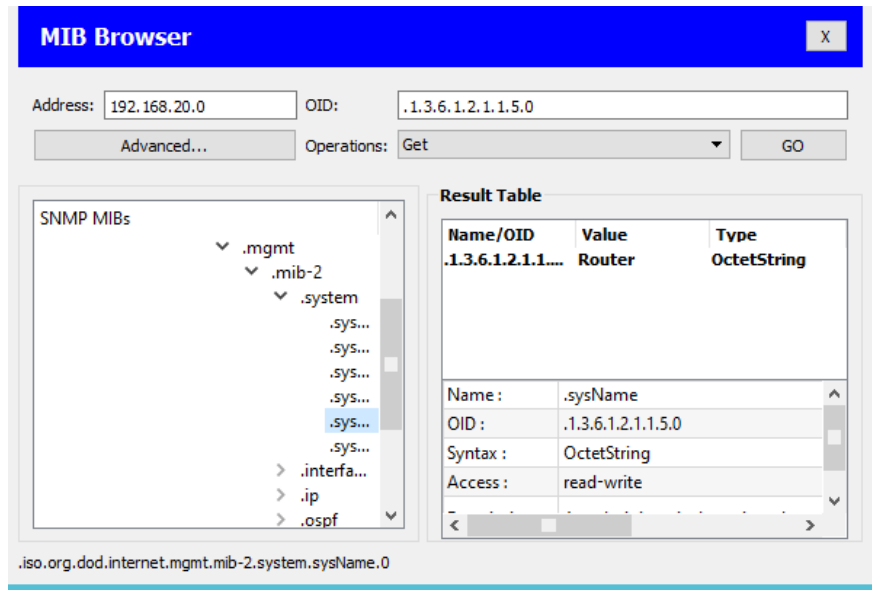 MIB Browser
X
Address: 192.168.20.0 OID: .1.3.6.1.2.1.1.5.0
Advanced... Operations: Get GO
SNMP MIBs
.mgmt
.mib-2
.system
.sys...
.sys...
.sys...
.sys...
.sys...
.sys...
.interfa...
.ip
.ospf
Result Table
Name/OID Value Type
.1.3.6.1.2.1.1.... Router OctetString
Name : .sysName
OID : .1.3.6.1.2.1.1.5.0
Syntax : OctetString
Access : read-write
.iso.org.dod.internet.mgmt.mib-2.system.sysName.0